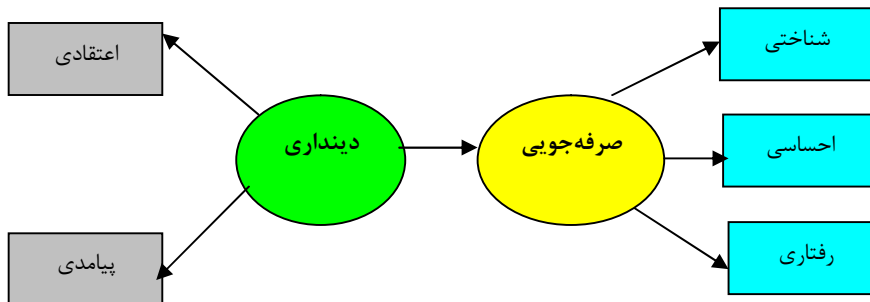 شناختی
اعتقادی
صرفه‌جویی
دینداری
احساسی
رفتاری
پیامدی